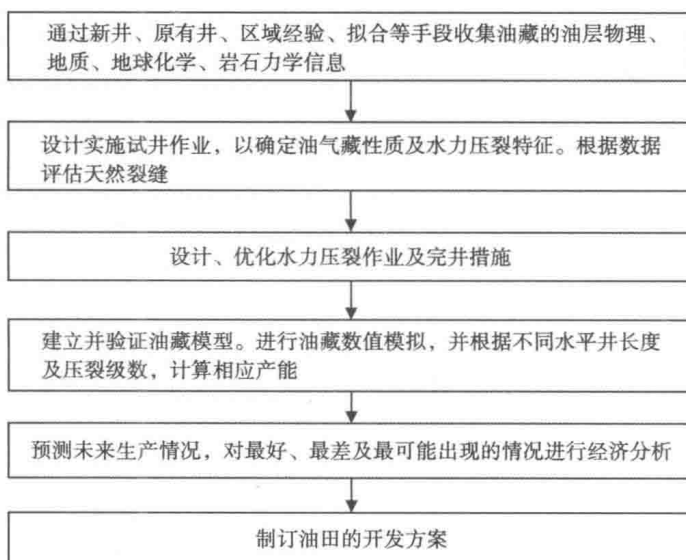 通过新井、原有井、区域经验、拟合等手段收集油藏的油层物理、
地质、地球化学、岩石力学信息
设计实施试井作业，以确定油气藏性质及水力压裂特征。根据数据
评估天然裂缝
设计、优化水力压裂作业及完井措施
建立并验证油藏模型。进行油藏数值模拟，并根据不同水平井长度
及压裂级数，计算相应产能
预测未来生产情况，对最好、最差及最可能出现的情况进行经济分析
制订油田的开发方案